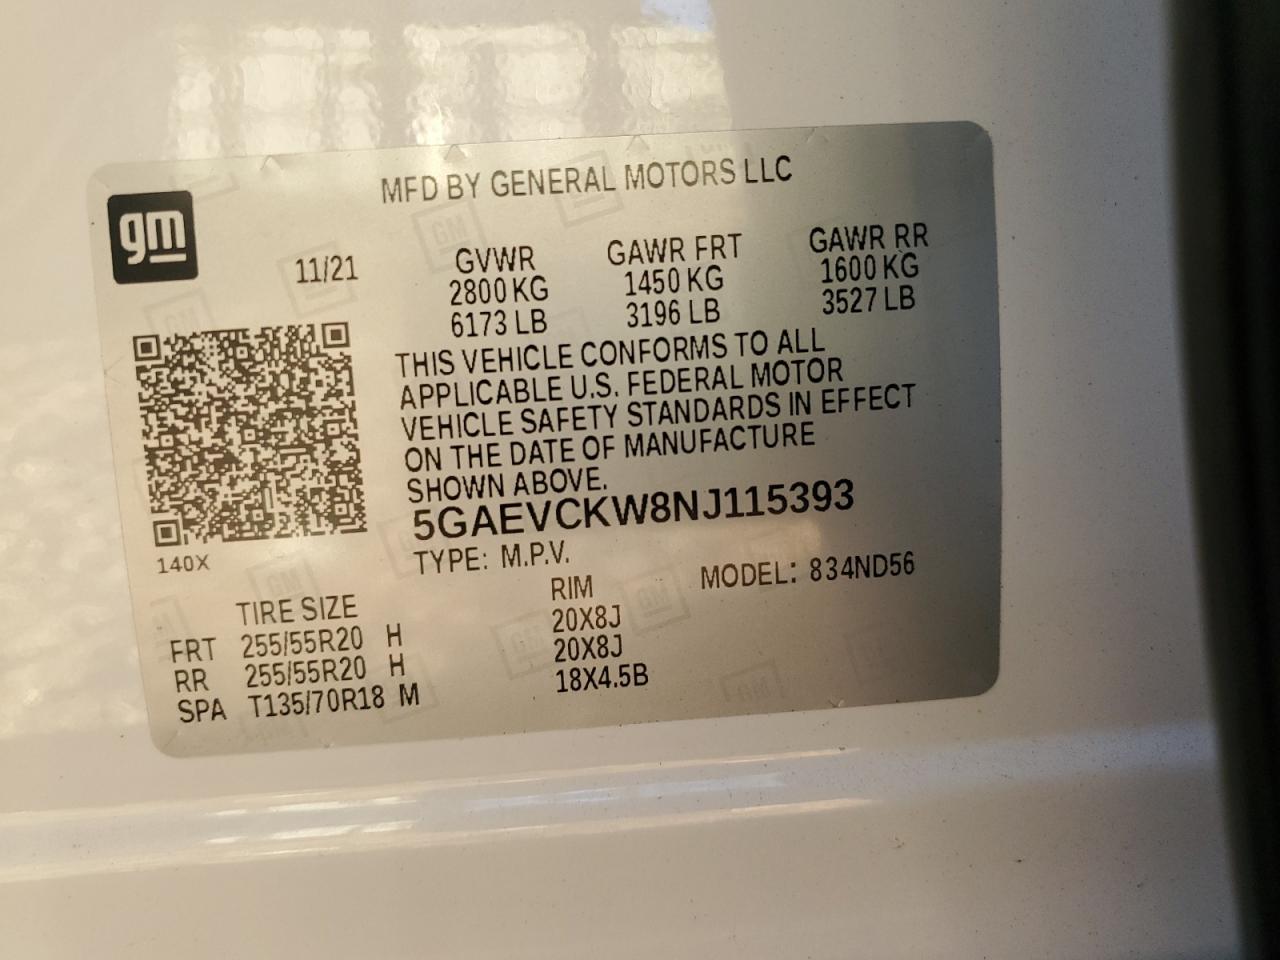 MFD BY GENERAL MOTORS LLC
gm
11/21
GVWR GAWR FRT GAWR RR
2800 KG 1450 KG 1600 KG
6173 LB 3196 LB 3527 LB
THIS VEHICLE CONFORMS TO ALL
APPLICABLE U.S. FEDERAL MOTOR
VEHICLE SAFETY STANDARDS IN EFFECT
ON THE DATE OF MANUFACTURE
SHOWN ABOVE.
5GAEVCKW8NJ115393
140X
TYPE: M.P.V.
MODEL: 834ND56
TIRE SIZE RIM
FRT 255/55R20 H 20X8J
RR 255/55R20 H 20X8J
SPA T135/70R18 M 18X4.5B